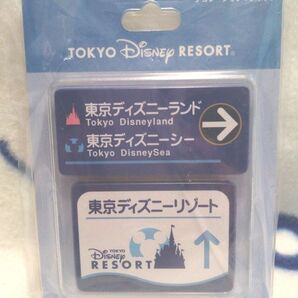 TOKYO Disney RESORT®
東京ディズニーランド
Tokyo Disneyland
東京ディズニーシー
Tokyo DisneySea
東京ディズニーリゾート
TOKYO
Disney
RESORT